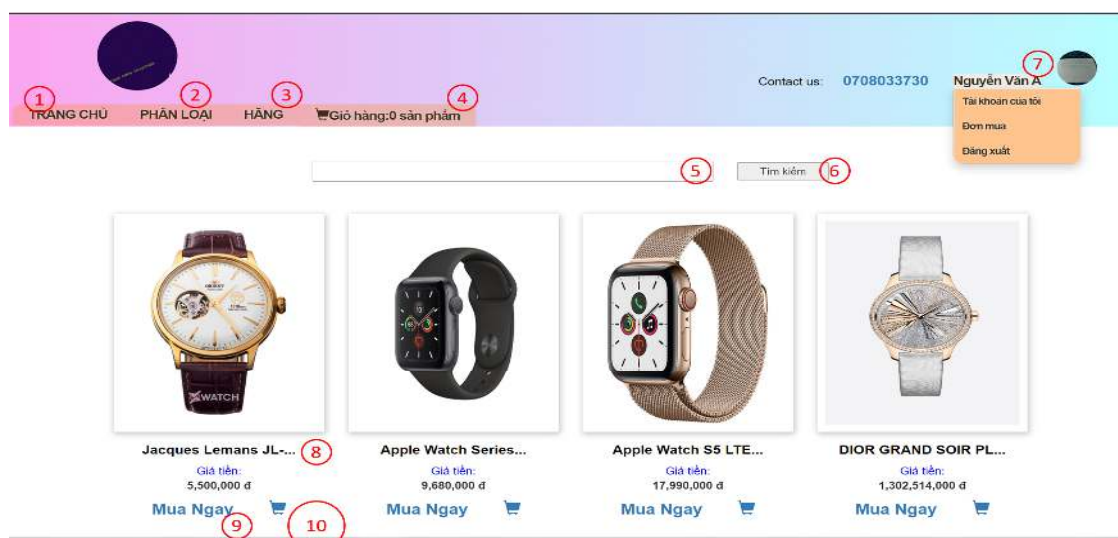 7
Contact us: 0708033730 Nguyễn Văn A
1 2 3 4
TRANG CHỦ PHÂN LOẠI HÃNG Giỏ hàng:0 sản phẩm
Tài khoản của tôi
Đơn mua
Đăng xuất
5 Tìm kiếm 6
ORIENT
WATCH
Jacques Lemans JL-... 8 Apple Watch Series... Apple Watch S5 LTE... DIOR GRAND SOIR PL...
Giá tiền: Giá tiền: Giá tiền: Giá tiền:
5,500,000 đ 9,680,000 đ 17,990,000 đ 1,302,514,000 đ
Mua Ngay Mua Ngay Mua Ngay Mua Ngay
9 10